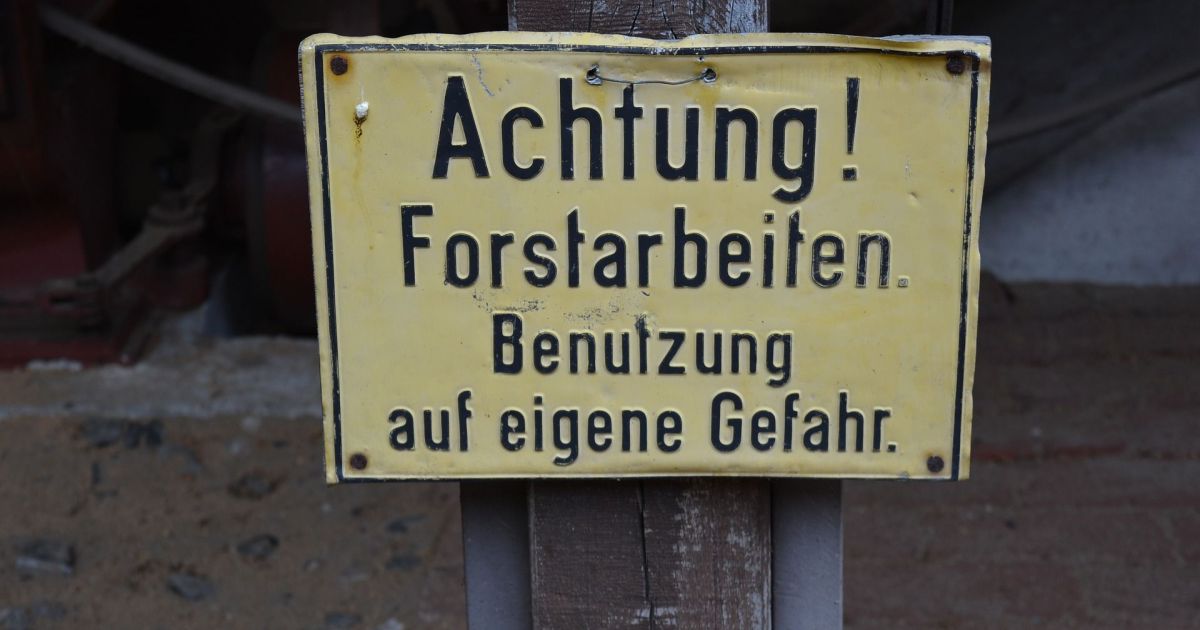 Achtung!
Forstarbeiten.
Benutzung
auf eigene Gefahr.